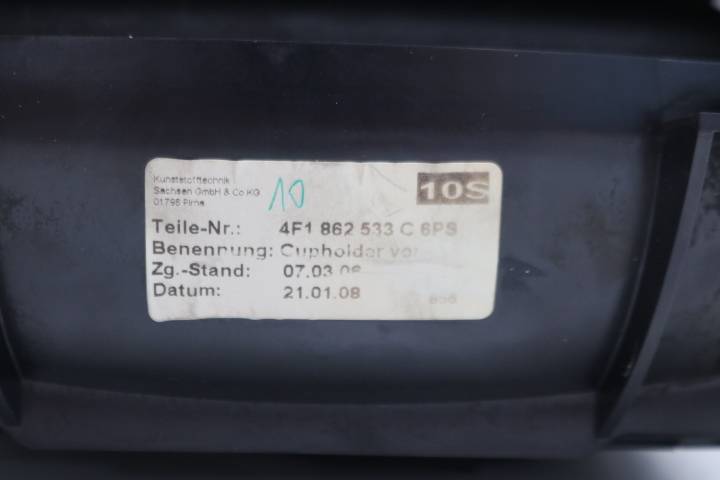 Kunststofftechnik
Sachsen GmbH & Co KG
01796 Pirna
10
10S
Teile-Nr.: 4F1 862 533 C 6PS
Benennung: Cupholder
Zg.-Stand: 07.03
Datum: 21.01.08